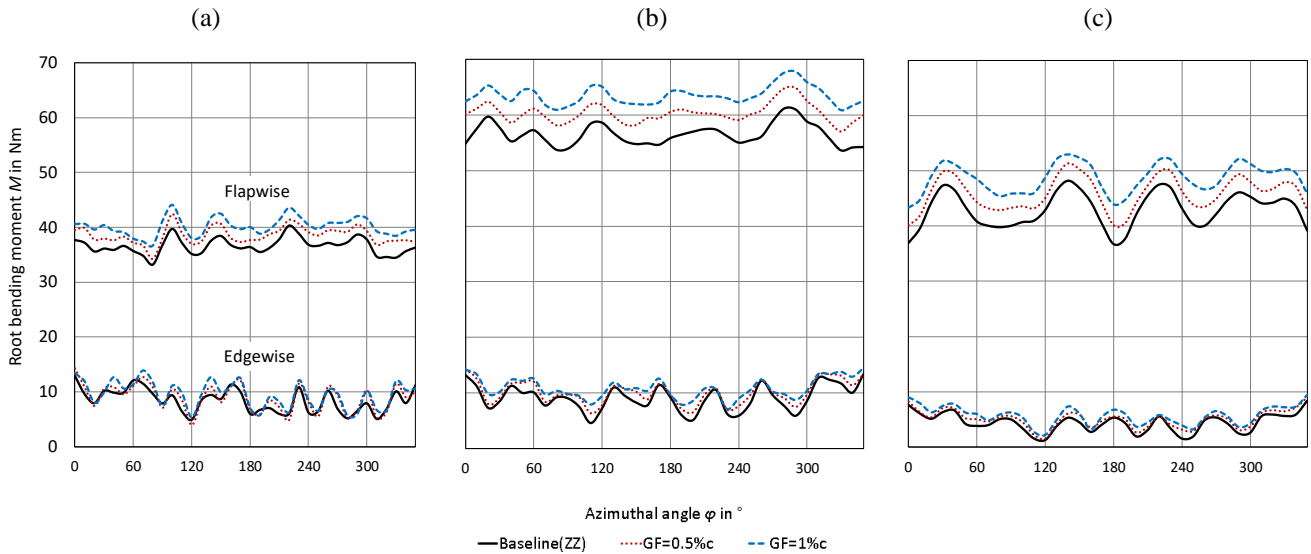 (a) (b) (c)
70
60
50
40
30
20
10
0
Root bending moment M in Nm
Flapwise
Edgewise
0 60 120 180 240 300
0 60 120 180 240 300
0 60 120 180 240 300
Azimuthal angle φ in °
Baseline(ZZ) GF=0.5%c GF=1%c